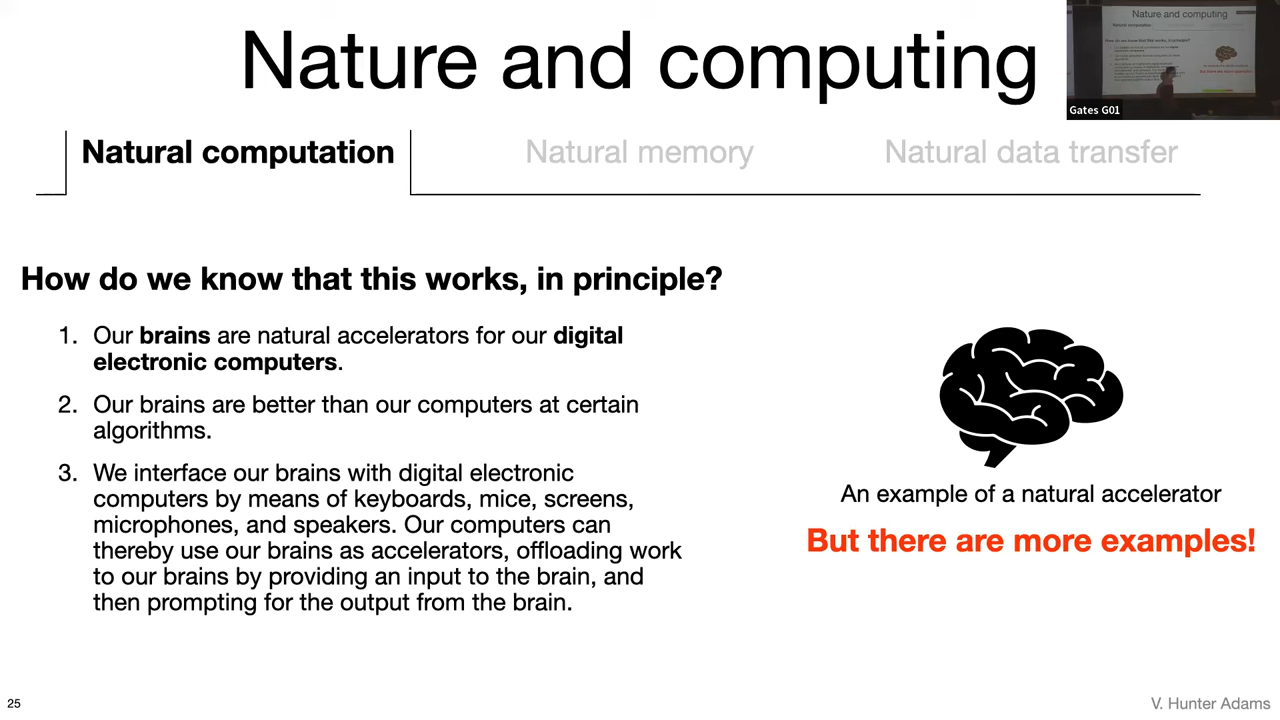 Nature and computing
Nature and computing
Gates G01
Natural computation
Natural memory
Natural data transfer
How do we know that this works, in principle?
1. Our brains are natural accelerators for our digital
electronic computers.
2. Our brains are better than our computers at certain
algorithms.
3. We interface our brains with digital electronic
computers by means of keyboards, mice, screens,
microphones, and speakers. Our computers can
thereby use our brains as accelerators, offloading work
to our brains by providing an input to the brain, and
then prompting for the output from the brain.
An example of a natural accelerator
But there are more examples!
25
V. Hunter Adams